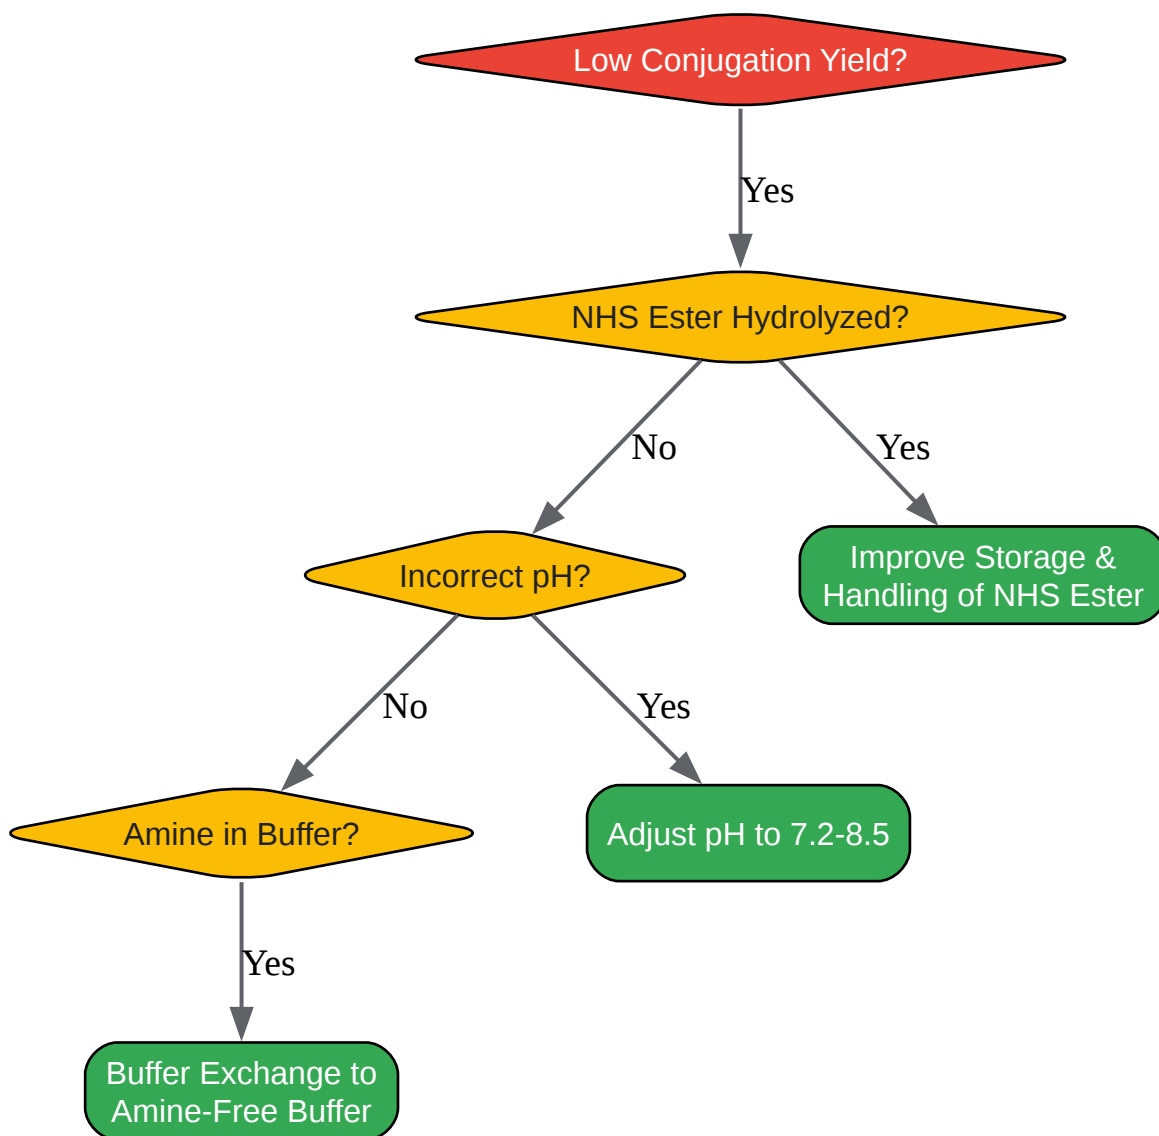 Low Conjugation Yield?
Yes
NHS Ester Hydrolyzed?
No
Yes
Improve Storage &
Handling of NHS Ester
Incorrect pH?
No
Yes
Amine in Buffer?
Adjust pH to 7.2-8.5
Yes
Buffer Exchange to
Amine-Free Buffer